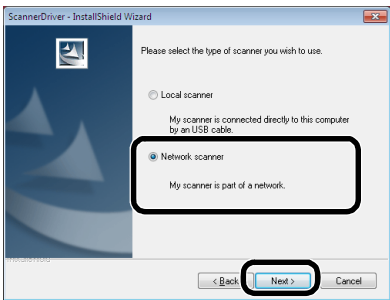 ScannerDriver - InstallShield Wizard
Please select the type of scanner you wish to use.
Local scanner
My scanner is connected directly to this computer
by an USB cable.
Network scanner
My scanner is part of a network.
InstallShield
< Back
Next >
Cancel